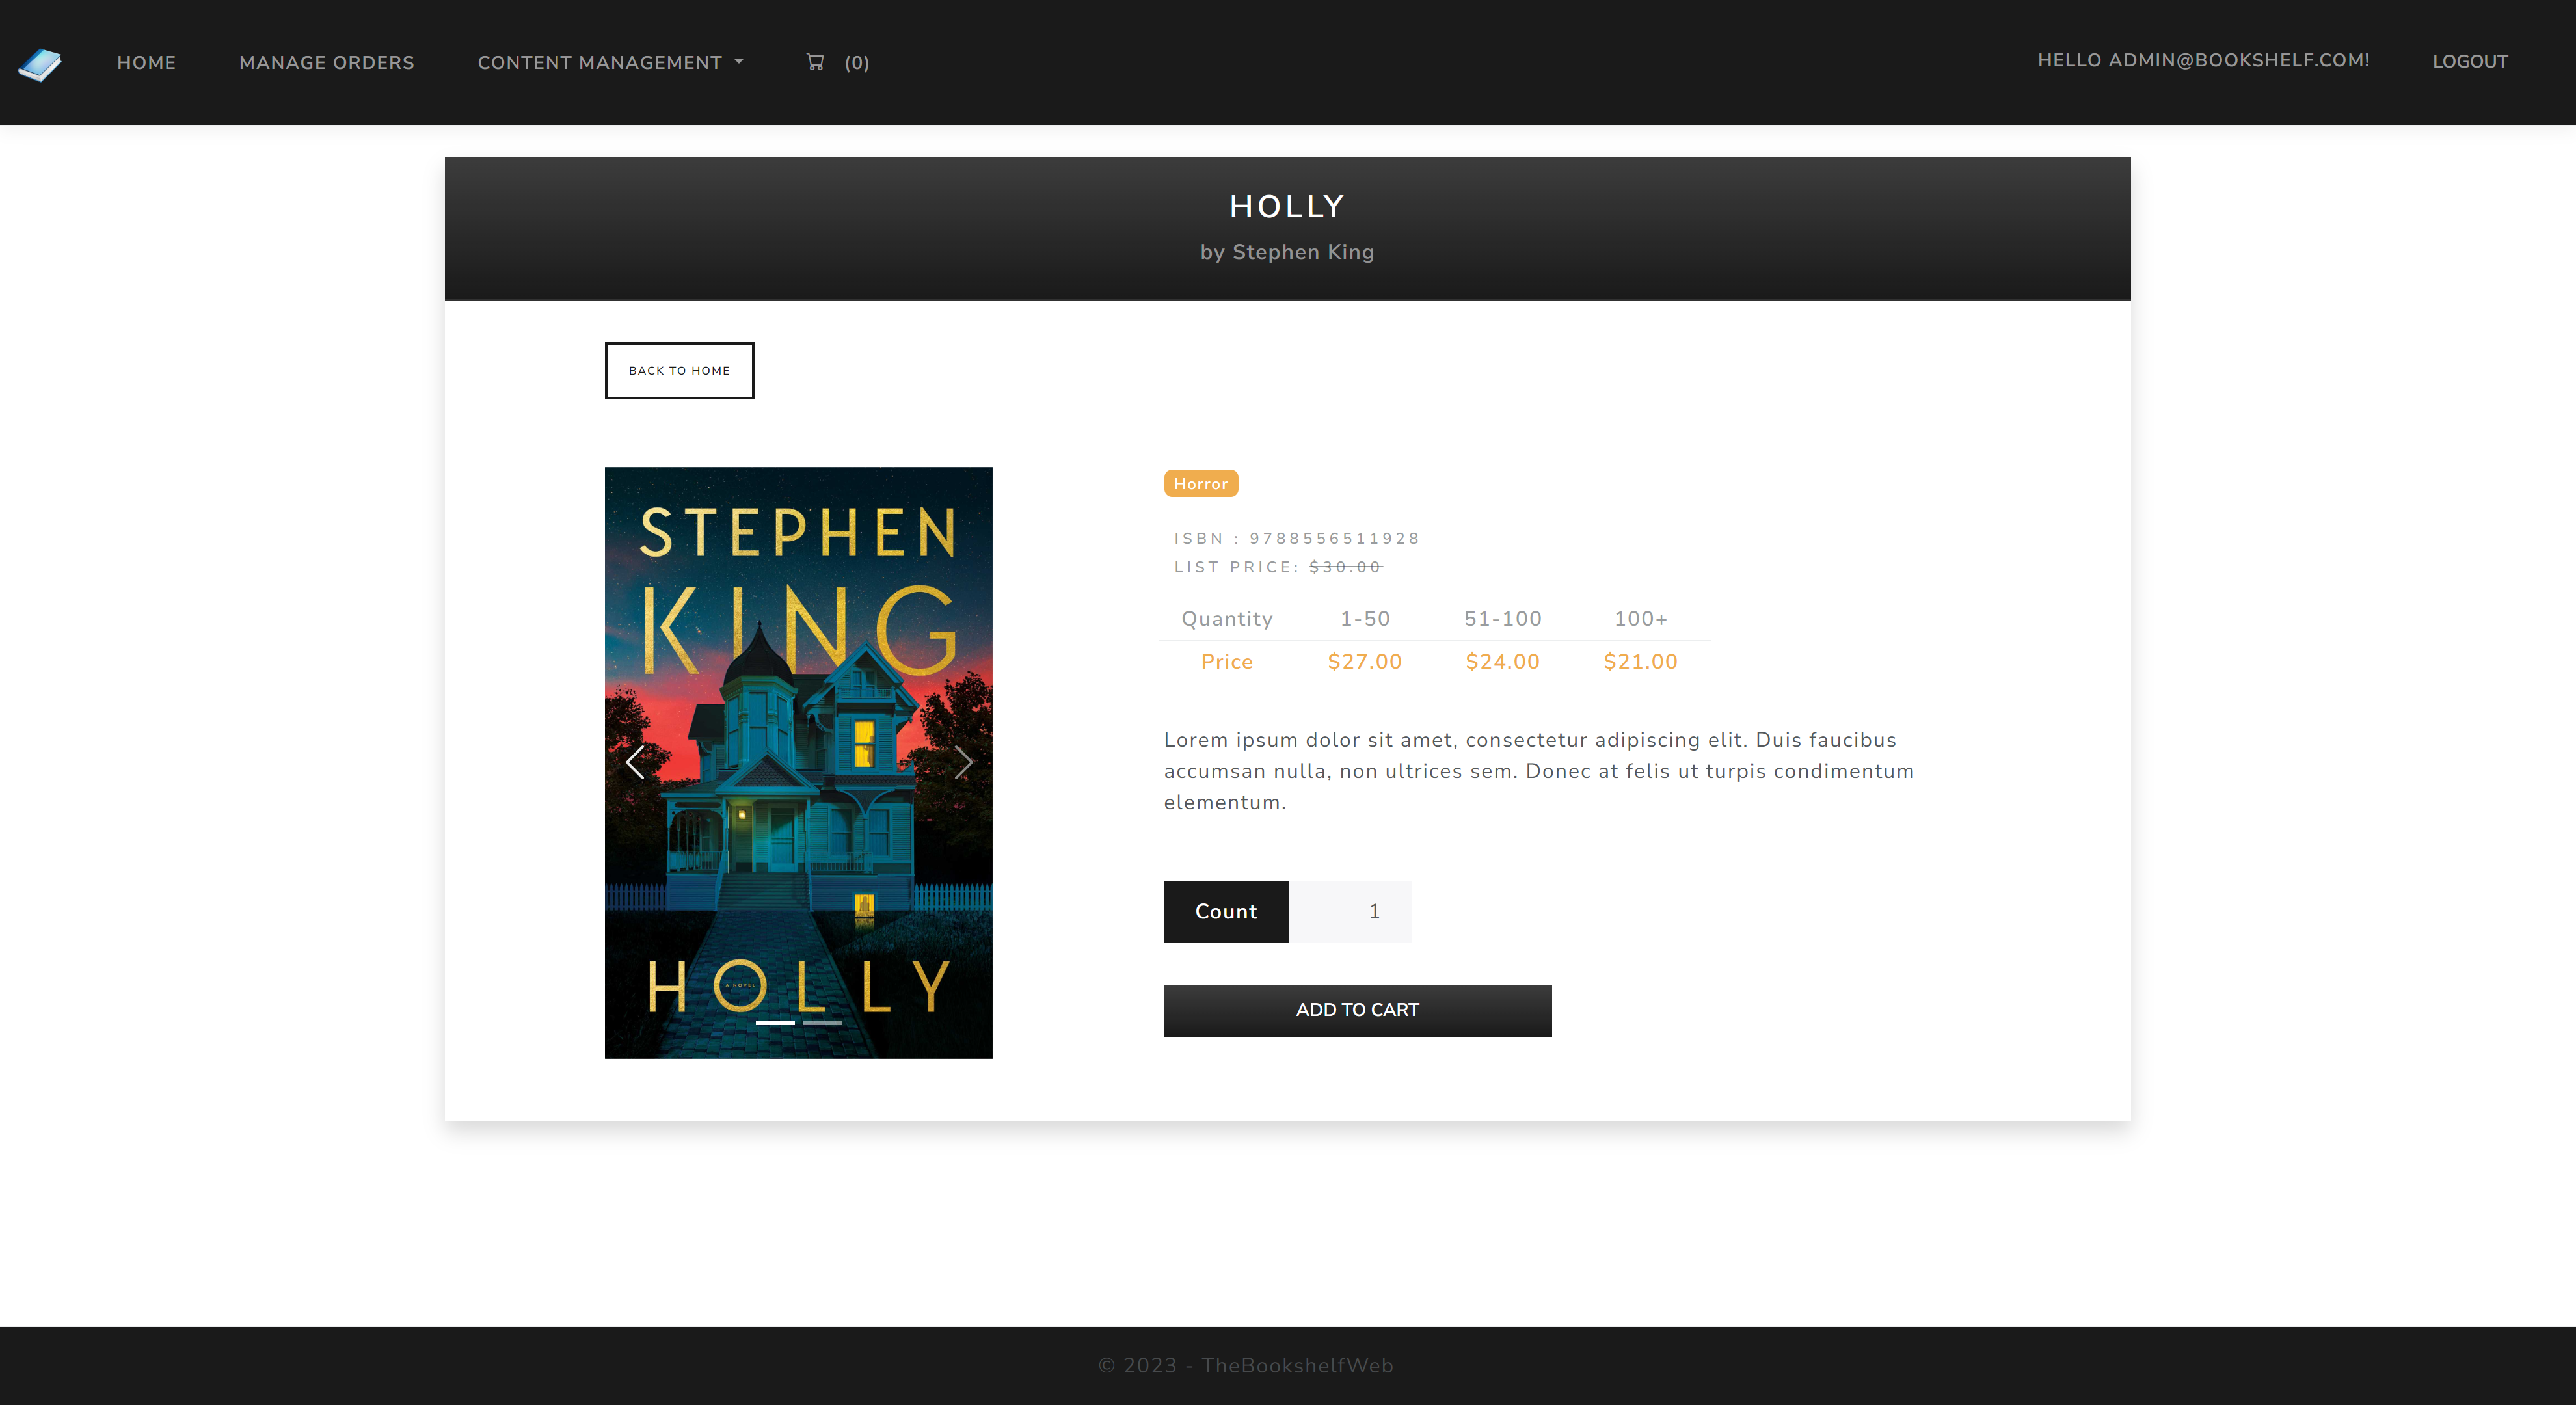 HOME MANAGE ORDERS CONTENT MANAGEMENT (0) HELLO ADMIN@BOOKSHELF.COM! LOGOUT
HOLLY
by Stephen King
BACK TO HOME
STEPHEN
KING
HOLLY
A NOVEL
Horror
ISBN : 9788556511928
LIST PRICE: $30.00
Quantity 1-50 51-100 100+
Price $27.00 $24.00 $21.00
Lorem ipsum dolor sit amet, consectetur adipiscing elit. Duis faucibus
accumsan nulla, non ultrices sem. Donec at felis ut turpis condimentum
elementum.
Count 1
ADD TO CART
© 2023 - TheBookshelfWeb